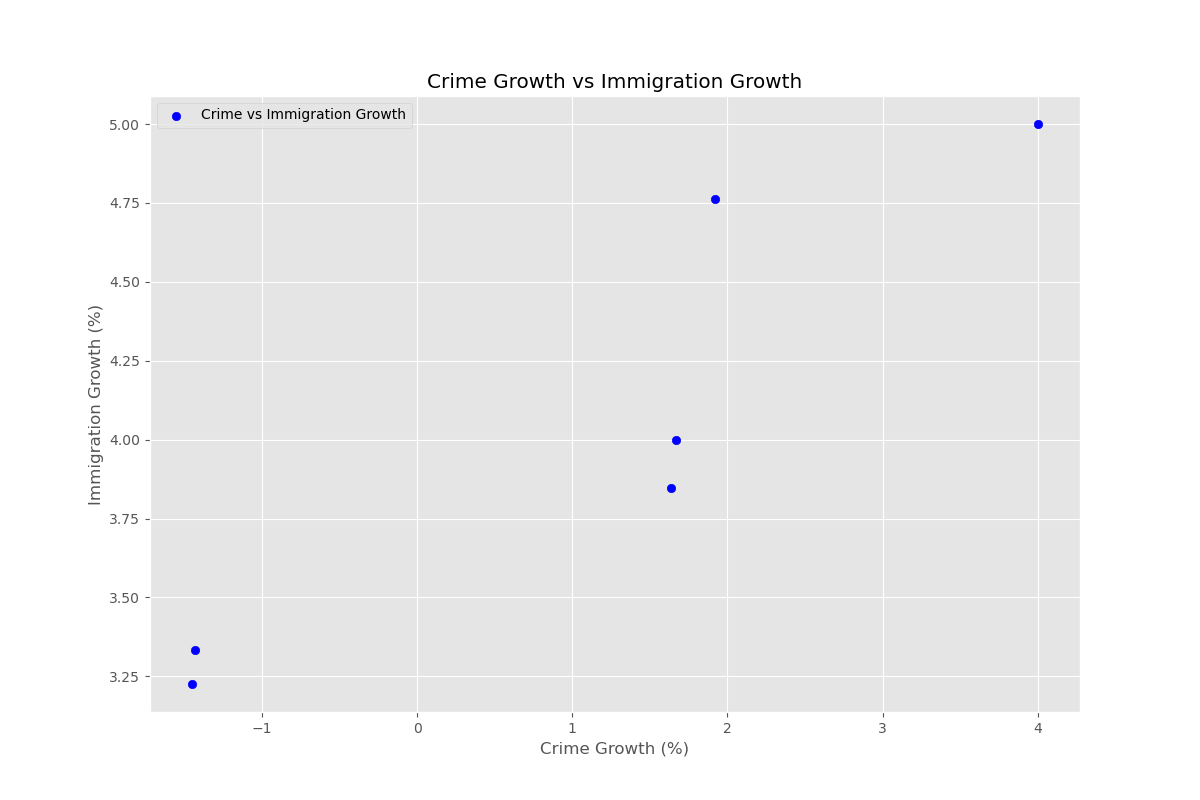 Crime Growth vs Immigration Growth
Crime vs Immigration Growth
5.00
4.75
4.50
4.25
4.00
3.75
3.50
3.25
Immigration Growth (%)
−1 0 1 2 3 4
Crime Growth (%)